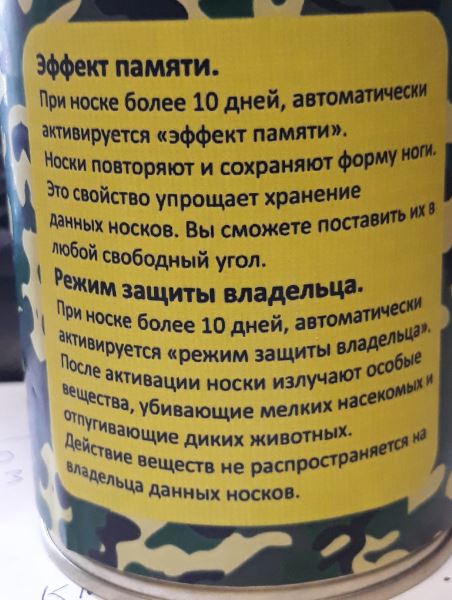 Эффект памяти.
При носке более 10 дней, автоматически
активируется «эффект памяти».
Носки повторяют и сохраняют форму ноги.
Это свойство упрощает хранение
данных носков. Вы сможете поставить их в
любой свободный угол.
Режим защиты владельца.
При носке более 10 дней, автоматически
активируется «режим защиты владельца».
После активации носки излучают особые
вещества, убивающие мелких насекомых и
отпугивающие диких животных.
Действие веществ не распространяется на
владельца данных носков.